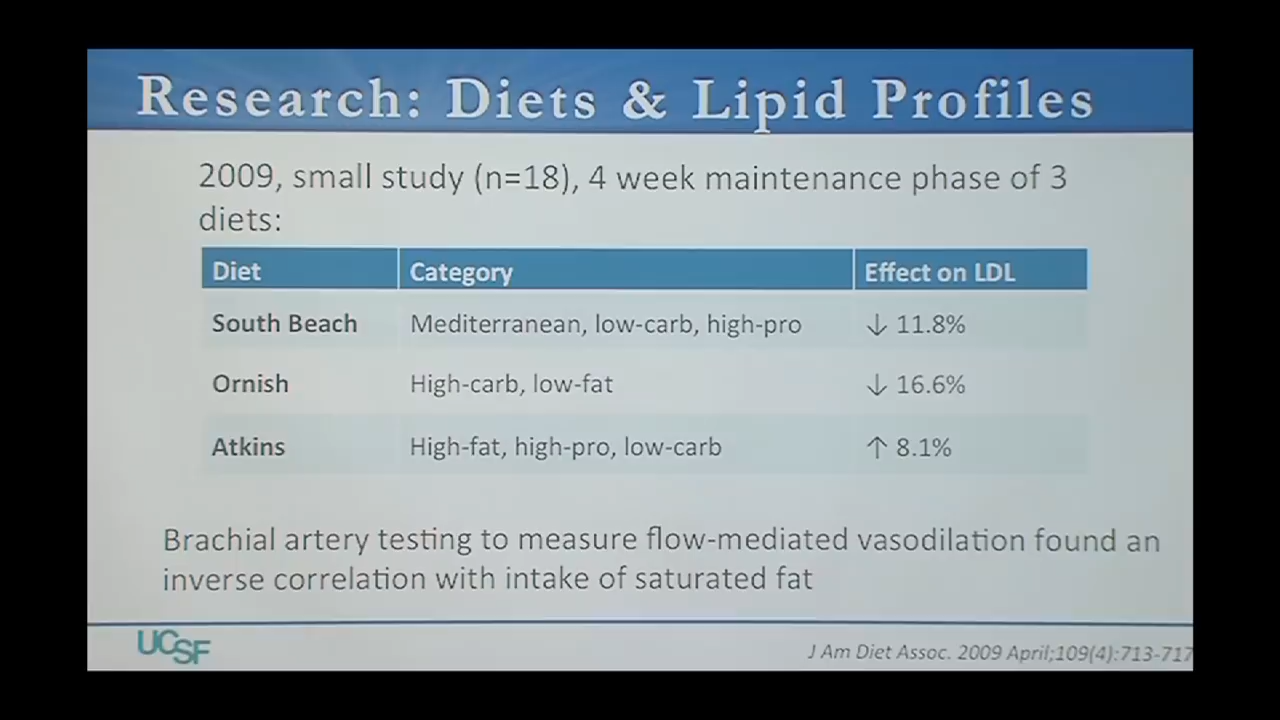 Research: Diets & Lipid Profiles
2009, small study (n=18), 4 week maintenance phase of 3
diets:
Diet Category Effect on LDL
South Beach Mediterranean, low-carb, high-pro ↓ 11.8%
Ornish High-carb, low-fat ↓ 16.6%
Atkins High-fat, high-pro, low-carb ↑ 8.1%
Brachial artery testing to measure flow-mediated vasodilation found an
inverse correlation with intake of saturated fat
UCSF
J Am Diet Assoc. 2009 April;109(4):713-717